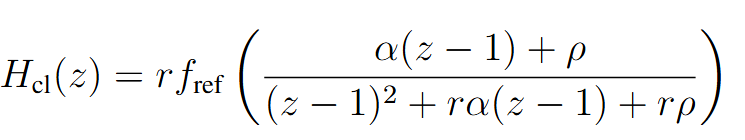 H_cl(z) = r f_ref ( (α(z − 1) + ρ) / ((z − 1)² + rα(z − 1) + rρ) )